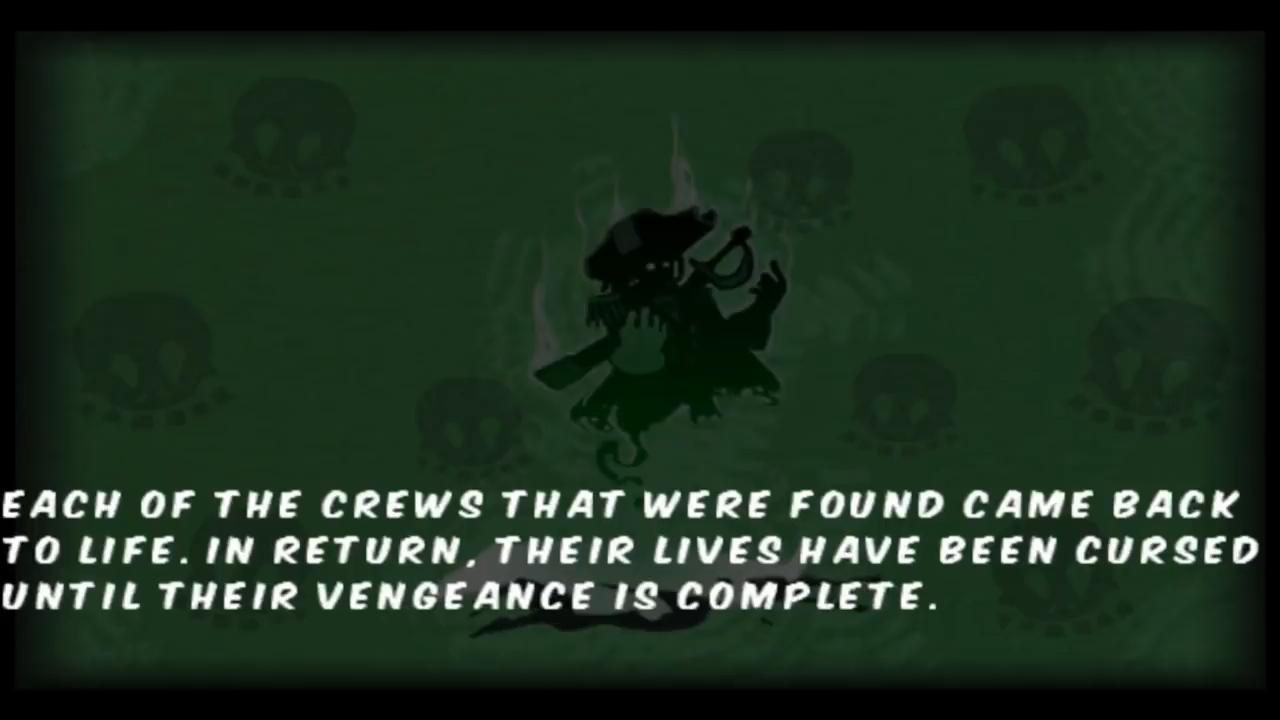 EACH OF THE CREWS THAT WERE FOUND CAME BACK
TO LIFE. IN RETURN, THEIR LIVES HAVE BEEN CURSED
UNTIL THEIR VENGEANCE IS COMPLETE.